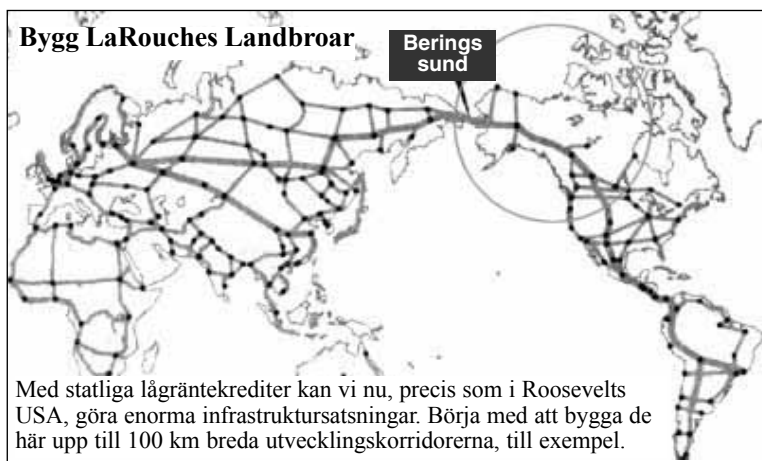 Bygg LaRouches Landbroar
Berings
sund
Med statliga lågräntekrediter kan vi nu, precis som i Roosevelts
USA, göra enorma infrastruktursatsningar. Börja med att bygga de
här upp till 100 km breda utvecklingskorridorerna, till exempel.